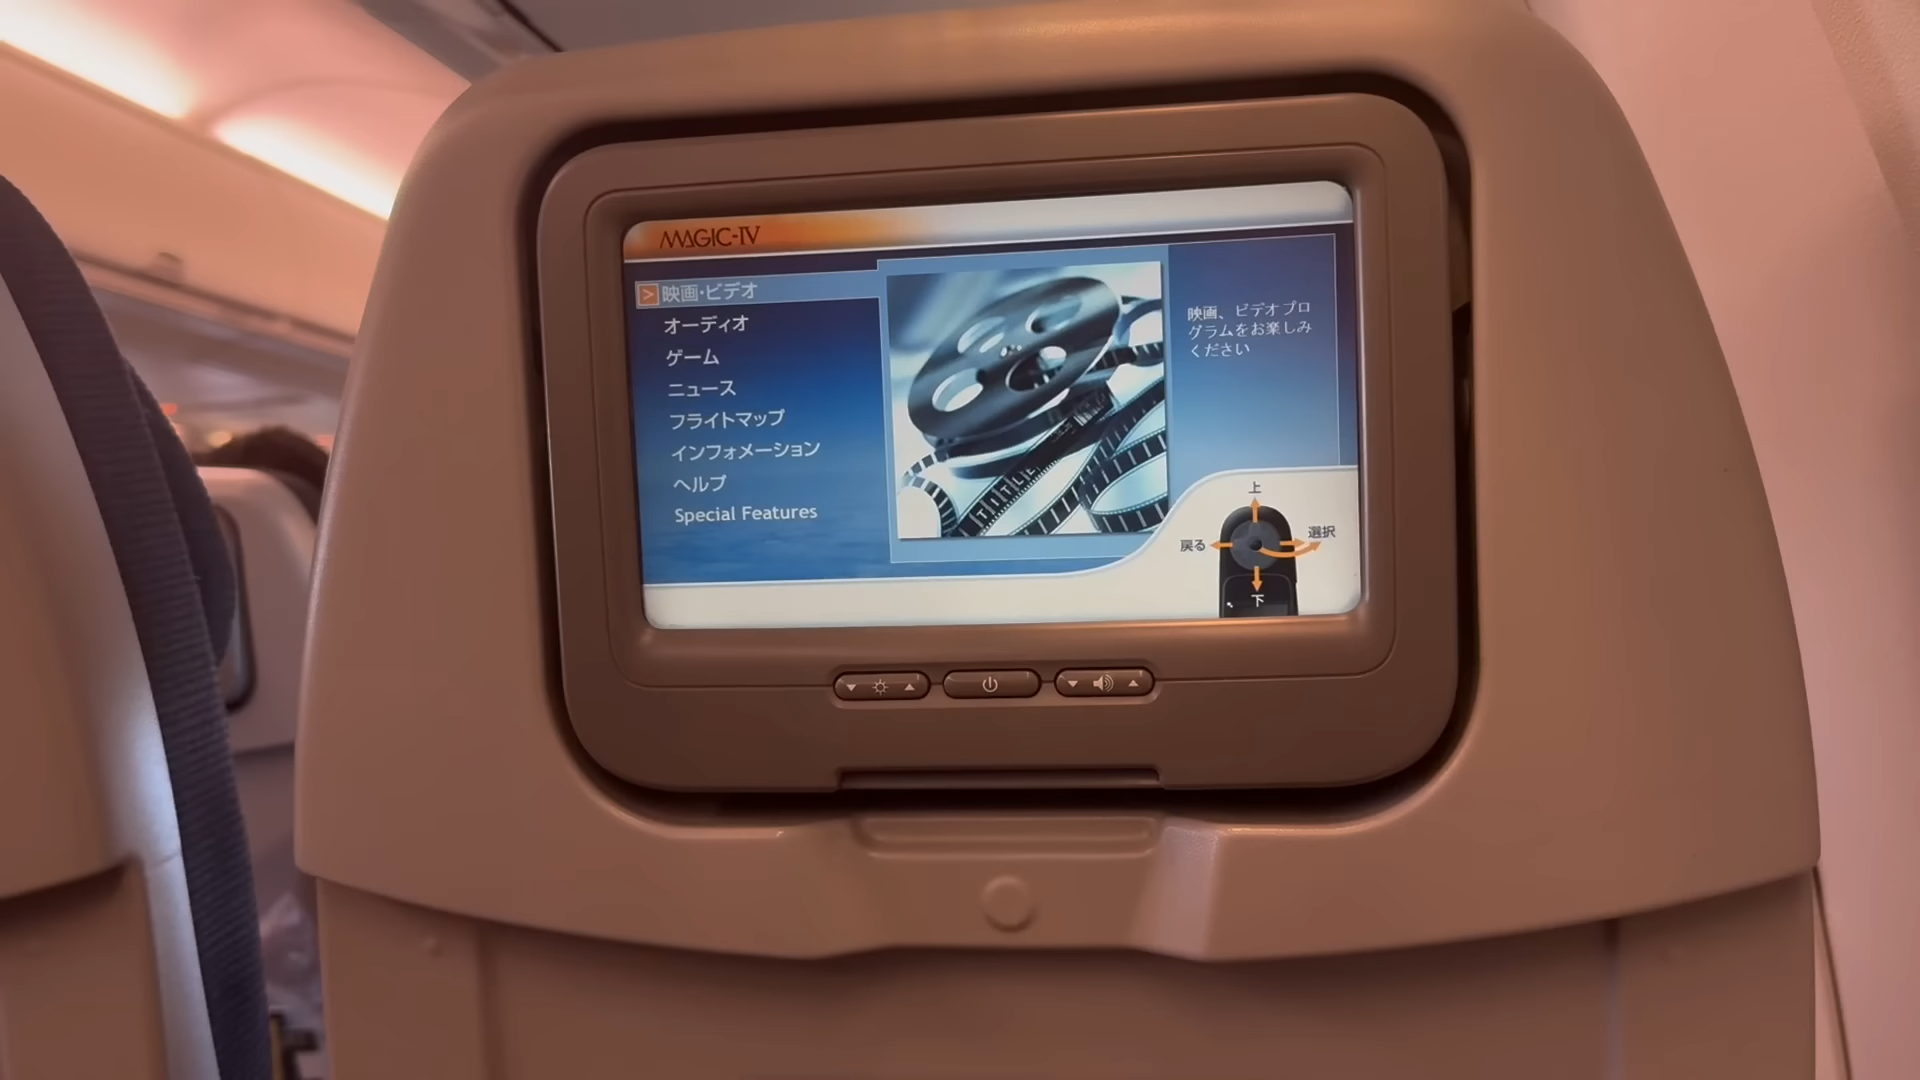 MAGIC-IV
映画・ビデオ
オーディオ
ゲーム
ニュース
フライトマップ
インフォメーション
ヘルプ
Special Features
TITLE
映画、ビデオプロ
グラムをお楽しみ
ください
上
戻る
選択
下